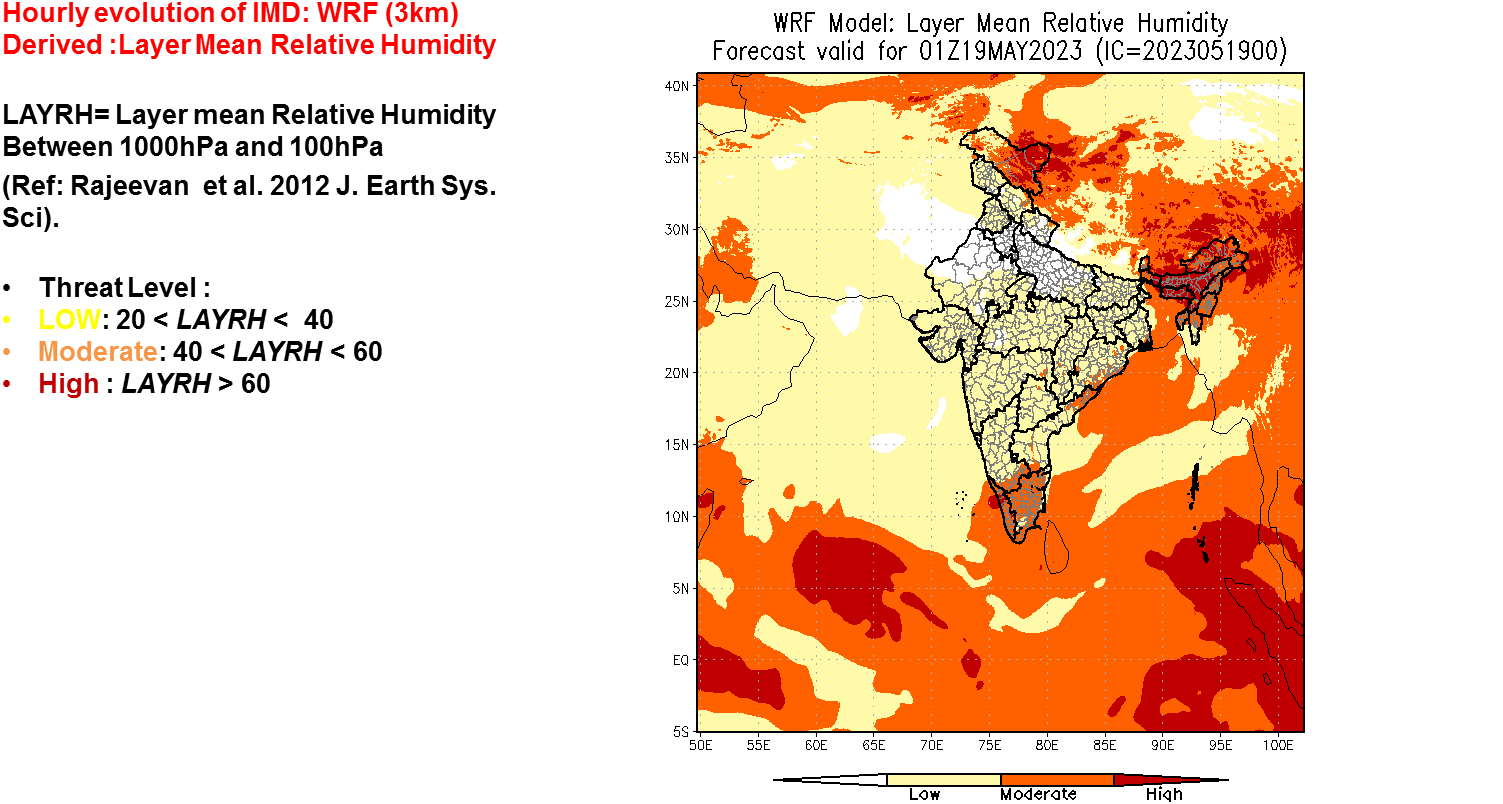 Hourly evolution of IMD: WRF (3km)
Derived :Layer Mean Relative Humidity
LAYRH= Layer mean Relative Humidity
Between 1000hPa and 100hPa
(Ref: Rajeevan et al. 2012 J. Earth Sys.
Sci).
• Threat Level :
• LOW: 20 < LAYRH < 40
• Moderate: 40 < LAYRH < 60
• High : LAYRH > 60
WRF Model: Layer Mean Relative Humidity
Forecast valid for 01Z19MAY2023 (IC=2023051900)
40N
35N
30N
25N
20N
15N
10N
5N
EQ
5S
50E 55E 60E 65E 70E 75E 80E 85E 90E 95E 100E
Low Moderate High